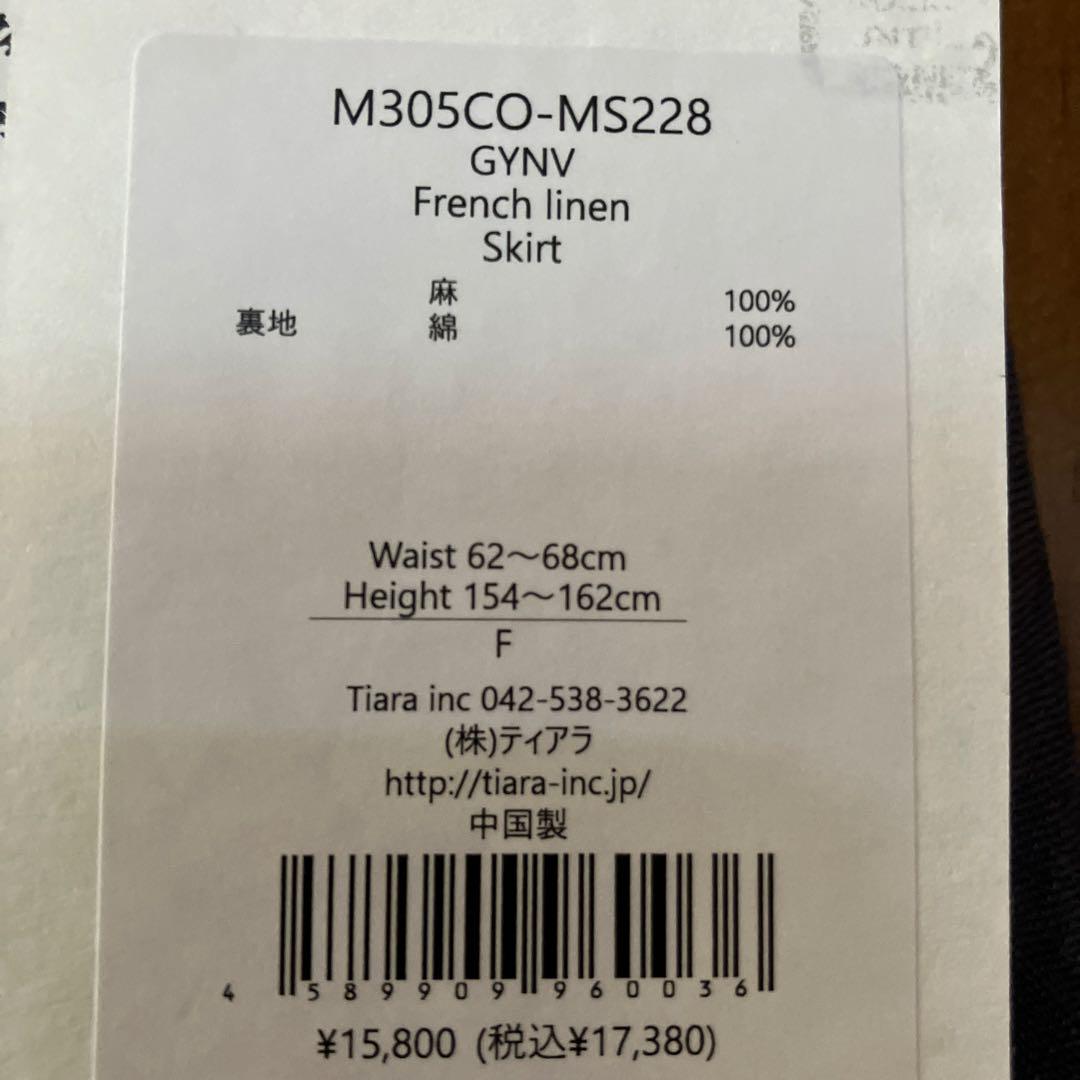 M305CO-MS228
GYNV
French linen
Skirt
麻 100%
裏地 綿 100%
Waist 62～68cm
Height 154～162cm
F
Tiara inc 042-538-3622
(株)ティアラ
http://tiara-inc.jp/
中国製
4 589909 960036
¥15,800 (税込¥17,380)